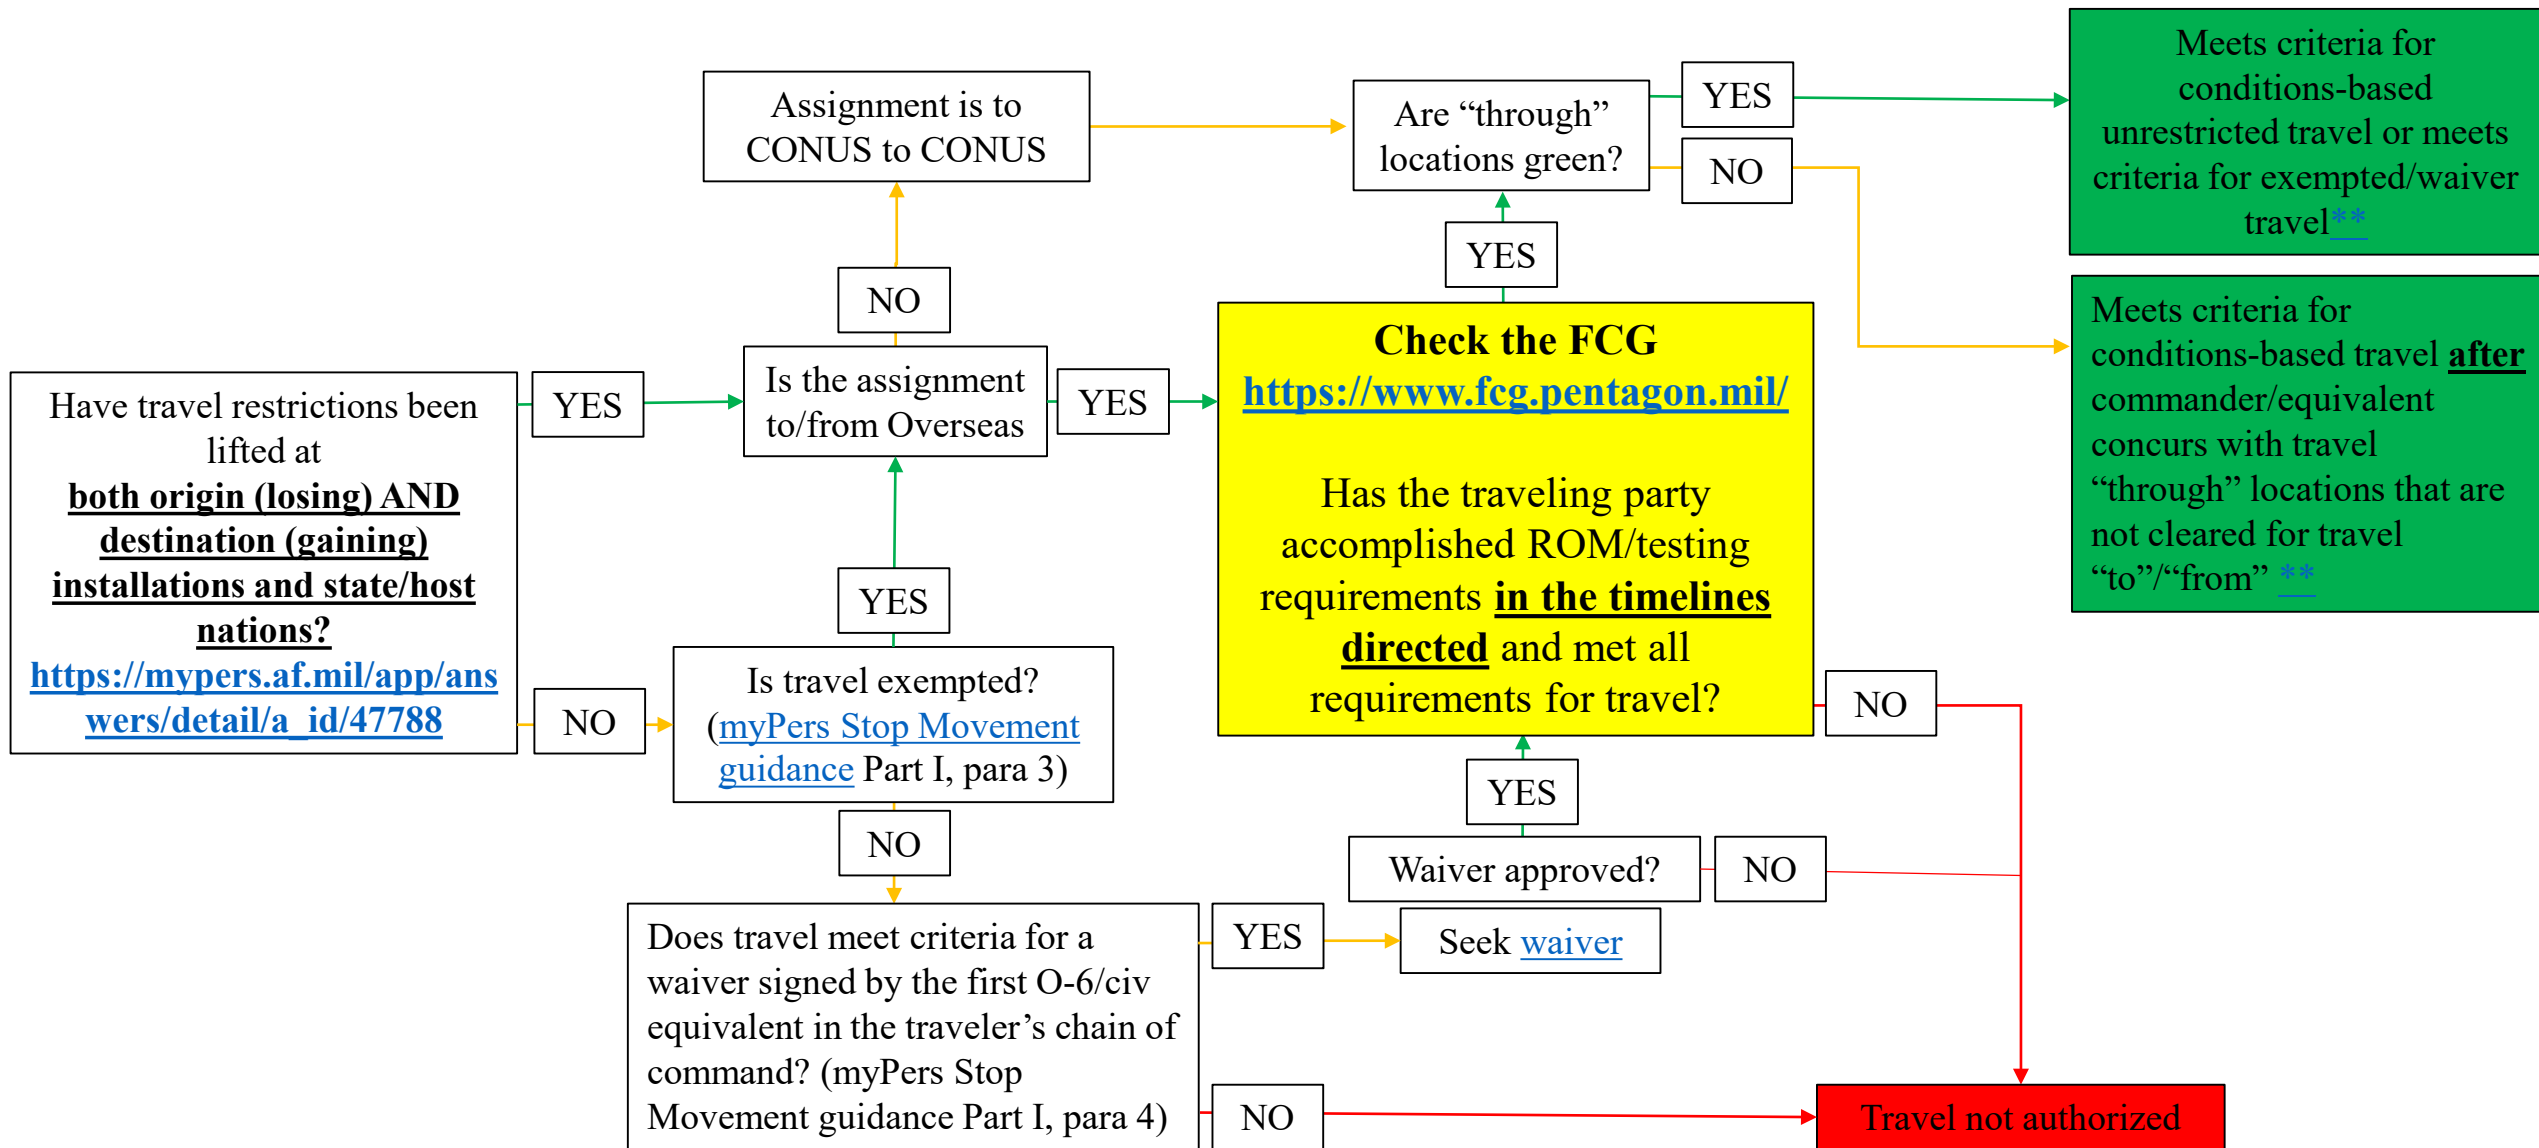 Assignment is to
CONUS to CONUS
Are “through”
locations green?
YES
NO
Meets criteria for
conditions-based
unrestricted travel or meets
criteria for exempted/waiver
travel**
YES
NO
Have travel restrictions been
lifted at
both origin (losing) AND
destination (gaining)
installations and state/host
nations?
https://mypers.af.mil/app/ans
wers/detail/a_id/47788
YES
Is the assignment
to/from Overseas
YES
Check the FCG
https://www.fcg.pentagon.mil/
Has the traveling party
accomplished ROM/testing
requirements in the timelines
directed and met all
requirements for travel?
Meets criteria for
conditions-based travel after
commander/equivalent
concurs with travel
“through” locations that are
not cleared for travel
“to”/“from” **
YES
NO
Is travel exempted?
(myPers Stop Movement
guidance Part I, para 3)
NO
YES
NO
Waiver approved?
NO
Does travel meet criteria for a
waiver signed by the first O-6/civ
equivalent in the traveler’s chain of
command? (myPers Stop
Movement guidance Part I, para 4)
YES
Seek waiver
NO
Travel not authorized